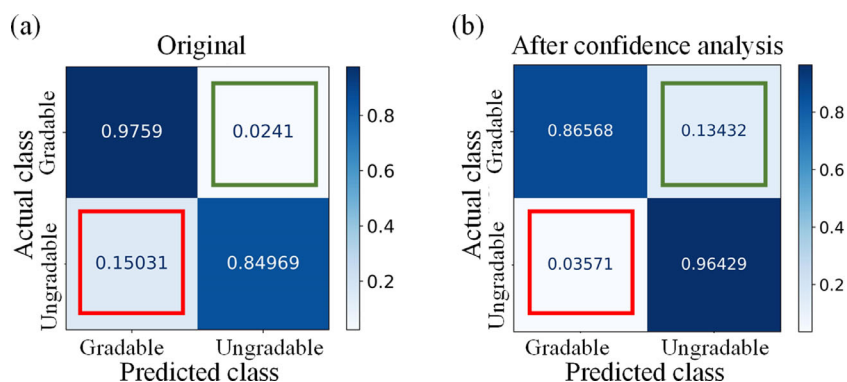 (a)
Original
Actual class
Gradable
Ungradable
0.9759
0.0241
0.15031
0.84969
Gradable
Ungradable
Predicted class
0.8
0.6
0.4
0.2
(b)
After confidence analysis
Actual class
Gradable
Ungradable
0.86568
0.13432
0.03571
0.96429
Gradable
Ungradable
Predicted class
0.8
0.6
0.4
0.2